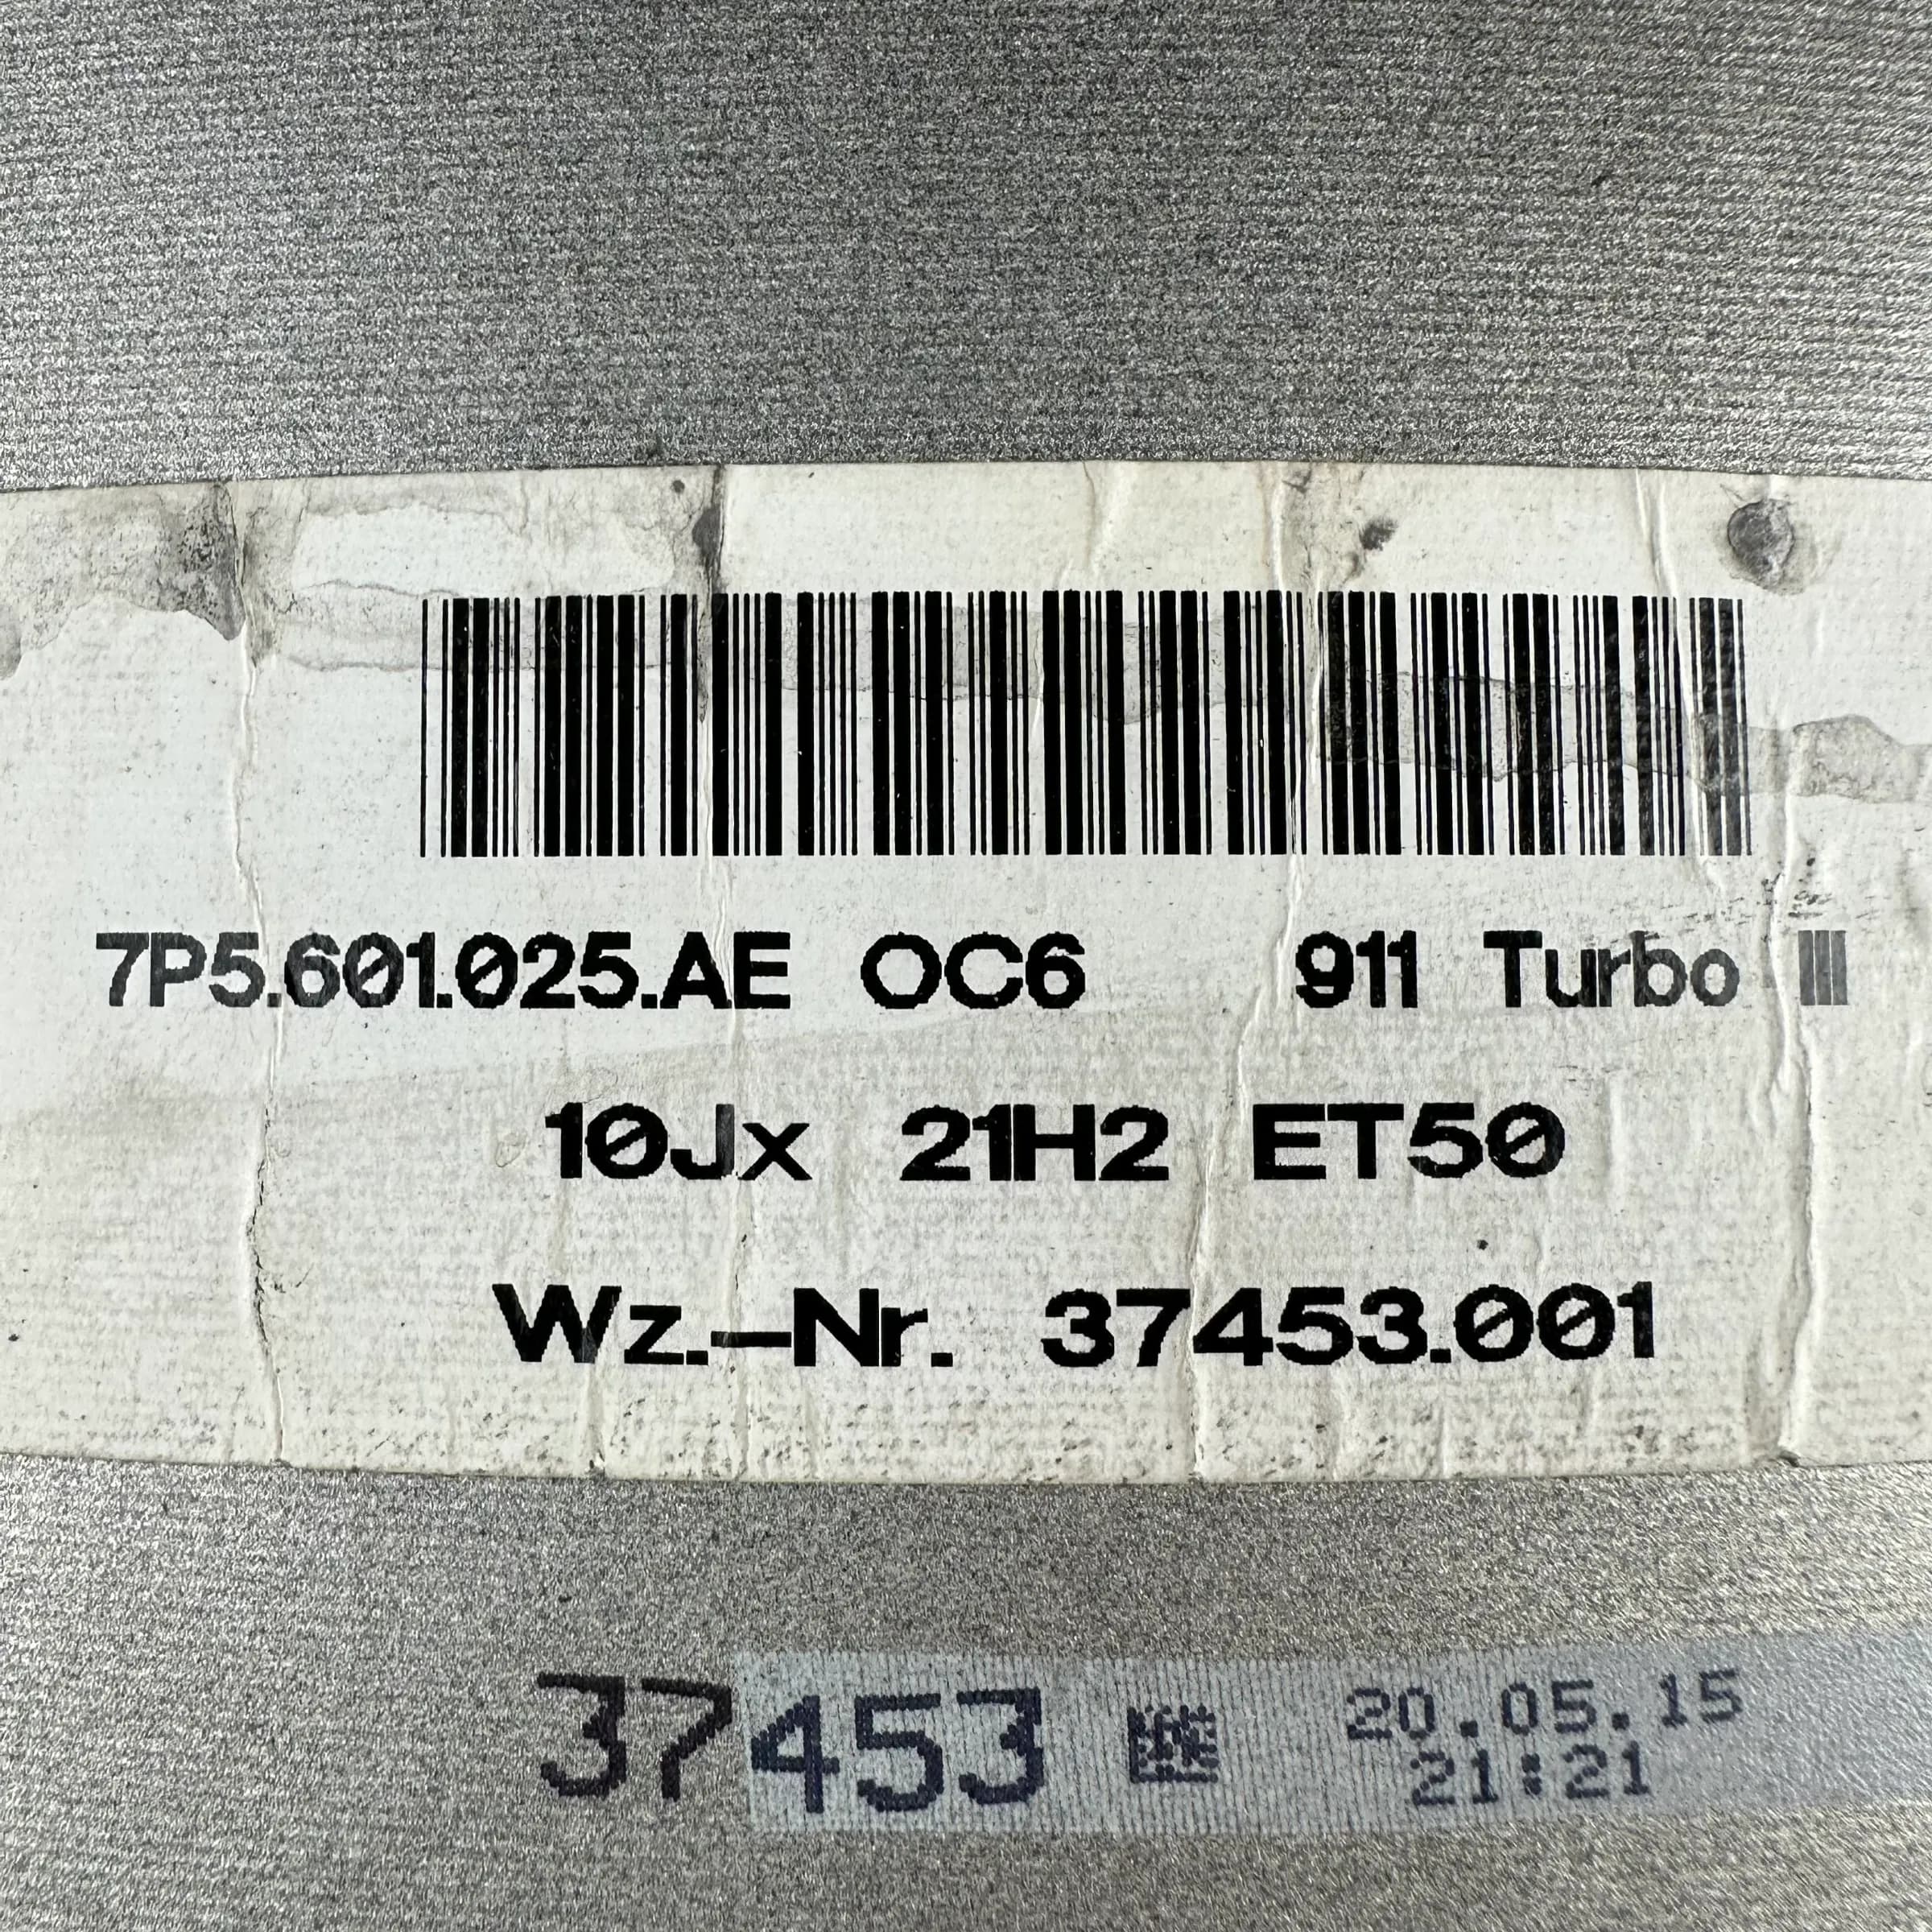 7P5.601.025.AE OC6 911 Turbo III
10Jx 21H2 ET50
Wz.-Nr. 37453.001
37453 20.05.15
21:21